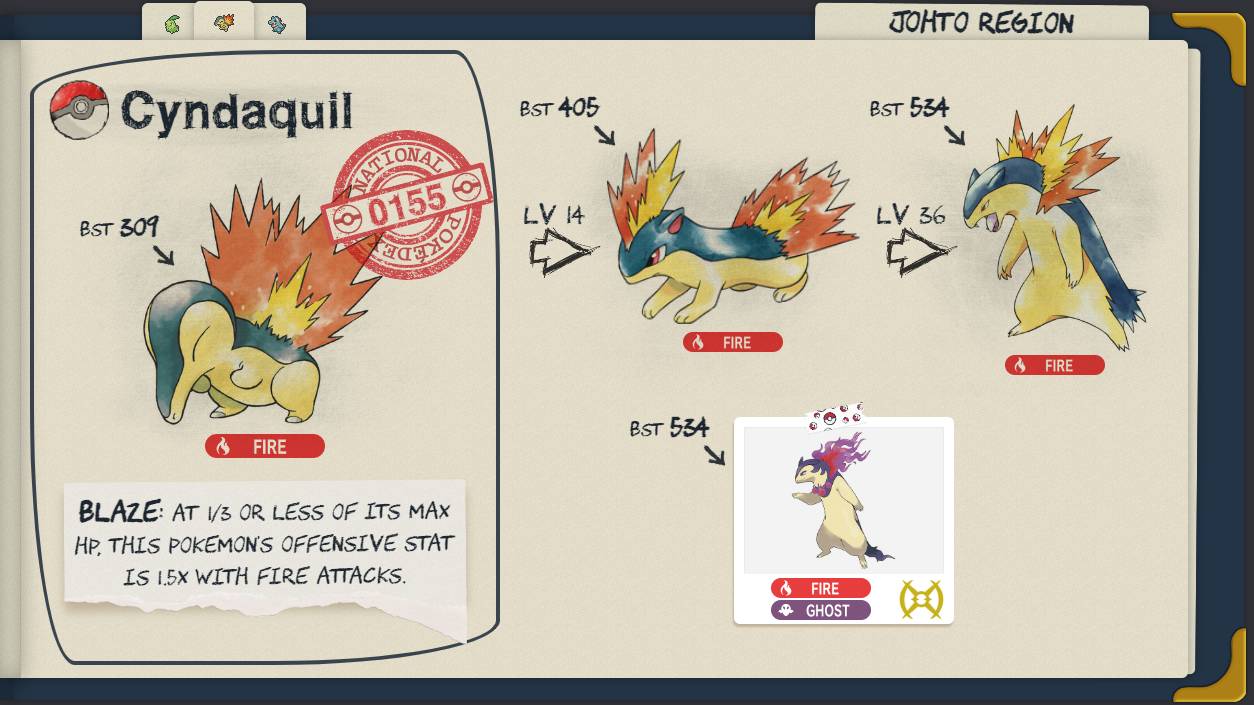 JOHTO REGION
Cyndaquil
NATIONAL
0155
POKÉDEX
BST 309
FIRE
BLAZE: AT 1/3 OR LESS OF ITS MAX
HP, THIS POKEMON'S OFFENSIVE STAT
IS 1.5X WITH FIRE ATTACKS.
BST 405
LV 14
FIRE
BST 534
LV 36
FIRE
BST 534
FIRE
GHOST